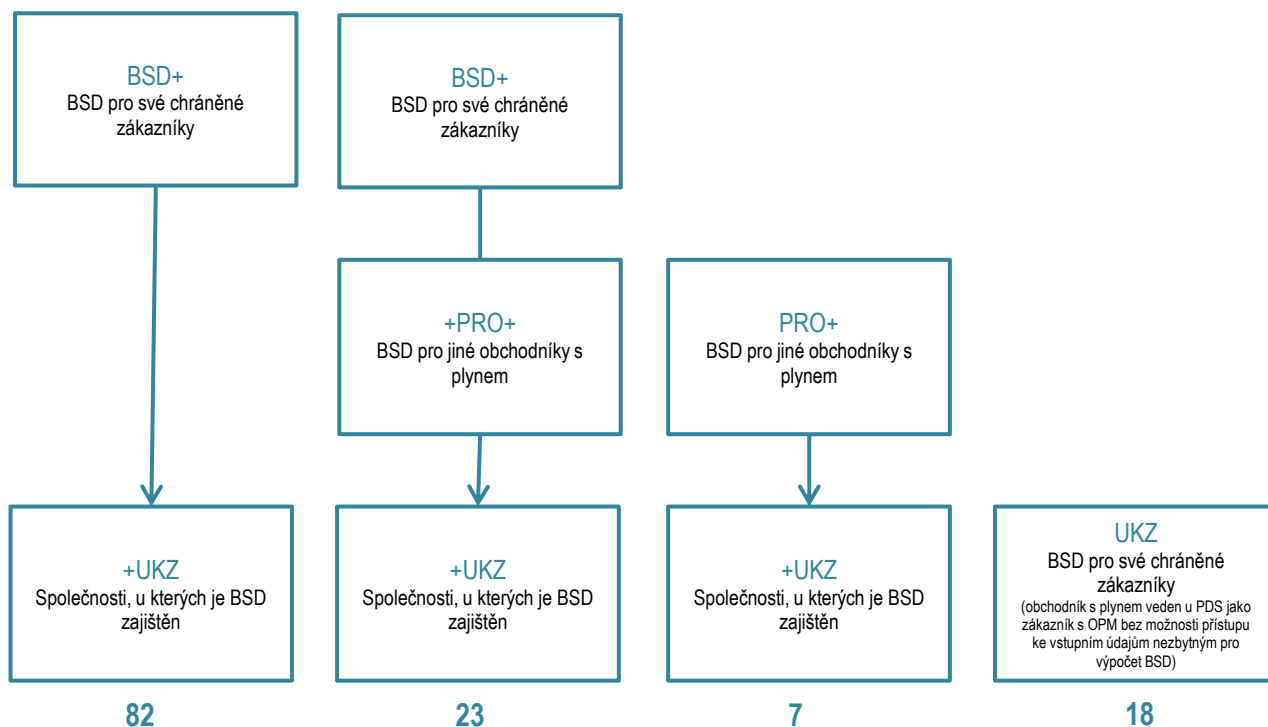 BSD+
BSD pro své chráněné
zákazníky
BSD+
BSD pro své chráněné
zákazníky
+PRO+
BSD pro jiné obchodníky s
plynem
PRO+
BSD pro jiné obchodníky s
plynem
+UKZ
Společnosti, u kterých je BSD
zajištěn
+UKZ
Společnosti, u kterých je BSD
zajištěn
+UKZ
Společnosti, u kterých je BSD
zajištěn
UKZ
BSD pro své chráněné
zákazníky
(obchodník s plynem veden u PDS jako
zákazník s OPM bez možnosti přístupu
ke vstupním údajům nezbytným pro
výpočet BSD)
82
23
7
18